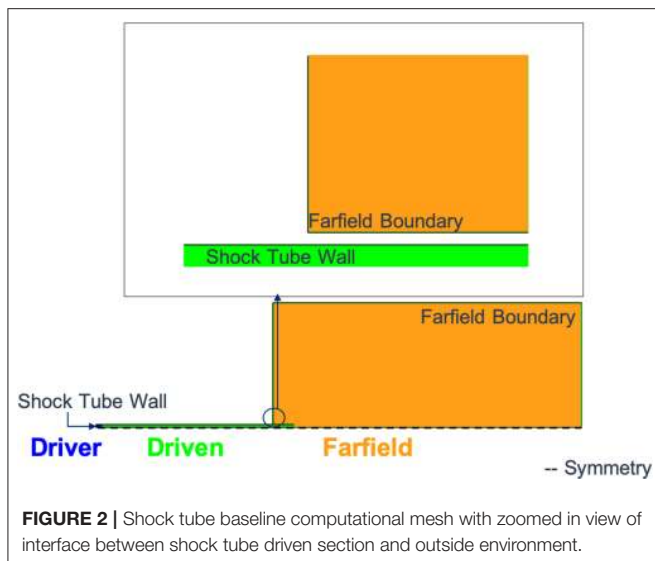 Farfield Boundary
Shock Tube Wall
Farfield Boundary
Shock Tube Wall
Driver Driven Farfield
-- Symmetry
FIGURE 2 | Shock tube baseline computational mesh with zoomed in view of
interface between shock tube driven section and outside environment.